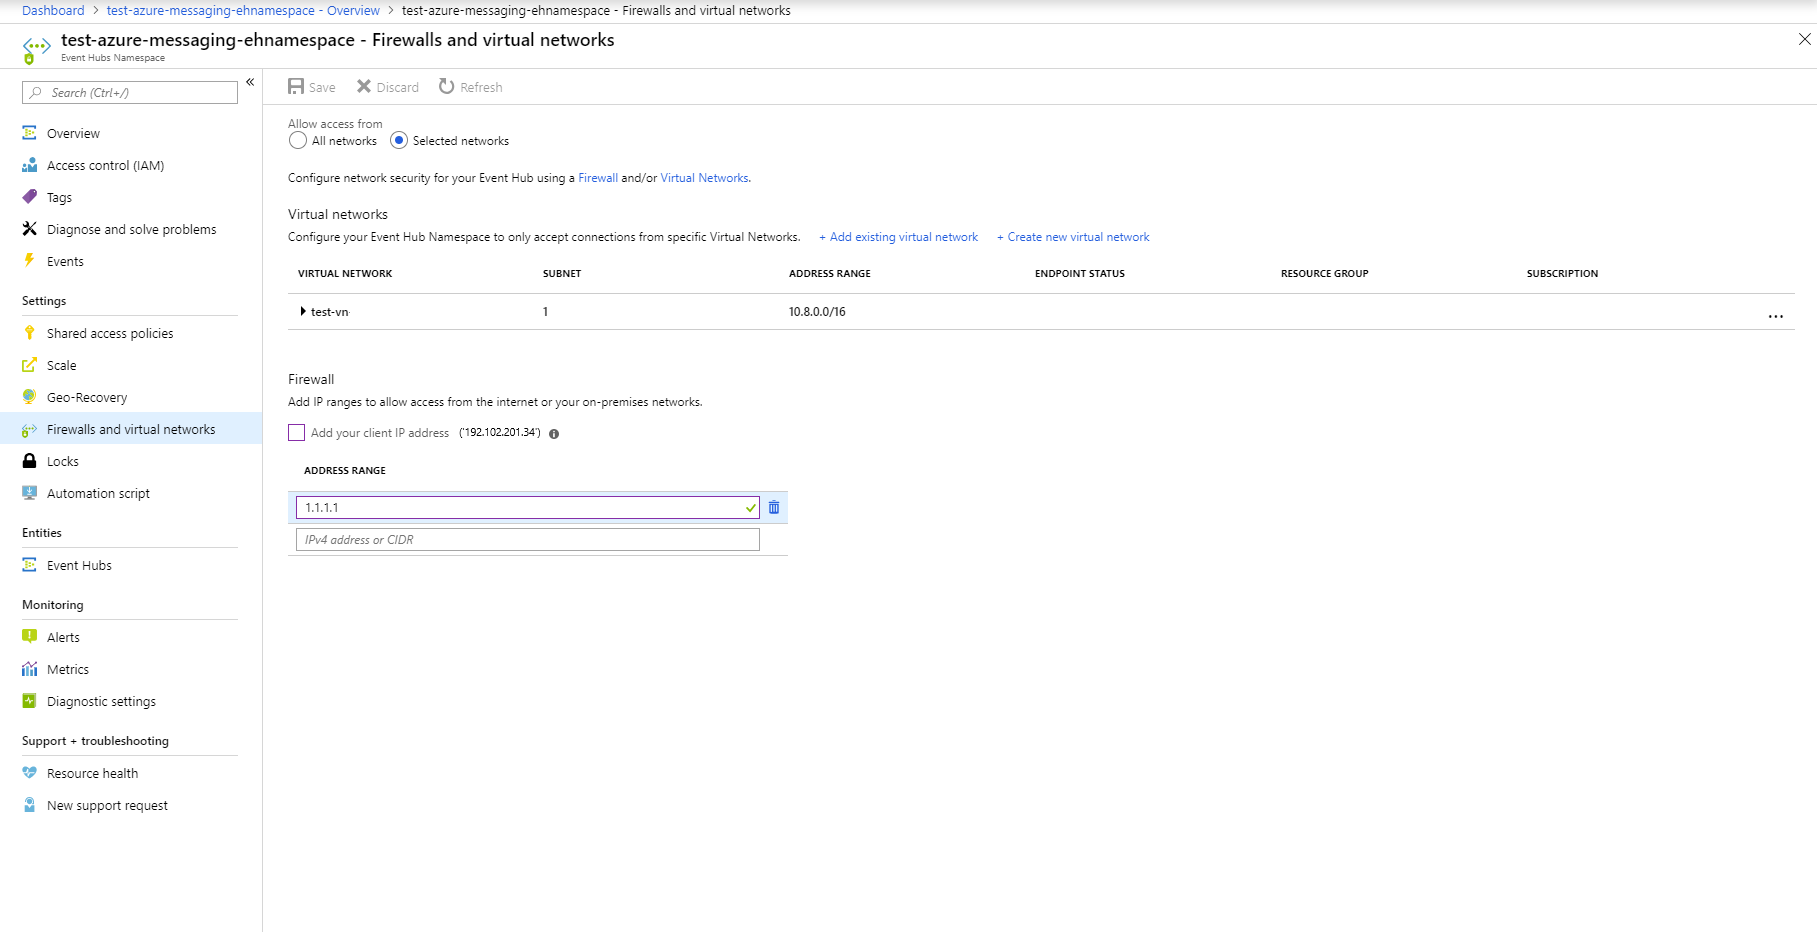 Dashboard > test-azure-messaging-ehnamespace - Overview > test-azure-messaging-ehnamespace - Firewalls and virtual networks
test-azure-messaging-ehnamespace - Firewalls and virtual networks
Event Hubs Namespace
Search (Ctrl+/)
«
Overview
Access control (IAM)
Tags
Diagnose and solve problems
Events
Settings
Shared access policies
Scale
Geo-Recovery
Firewalls and virtual networks
Locks
Automation script
Entities
Event Hubs
Monitoring
Alerts
Metrics
Diagnostic settings
Support + troubleshooting
Resource health
New support request
Save Discard Refresh
Allow access from
All networks Selected networks
Configure network security for your Event Hub using a Firewall and/or Virtual Networks.
Virtual networks
Configure your Event Hub Namespace to only accept connections from specific Virtual Networks. + Add existing virtual network + Create new virtual network
VIRTUAL NETWORK SUBNET ADDRESS RANGE ENDPOINT STATUS RESOURCE GROUP SUBSCRIPTION
test-vn 1 10.8.0.0/16 ...
Firewall
Add IP ranges to allow access from the internet or your on-premises networks.
Add your client IP address ('192.102.201.34')
ADDRESS RANGE
1.1.1.1
IPv4 address or CIDR